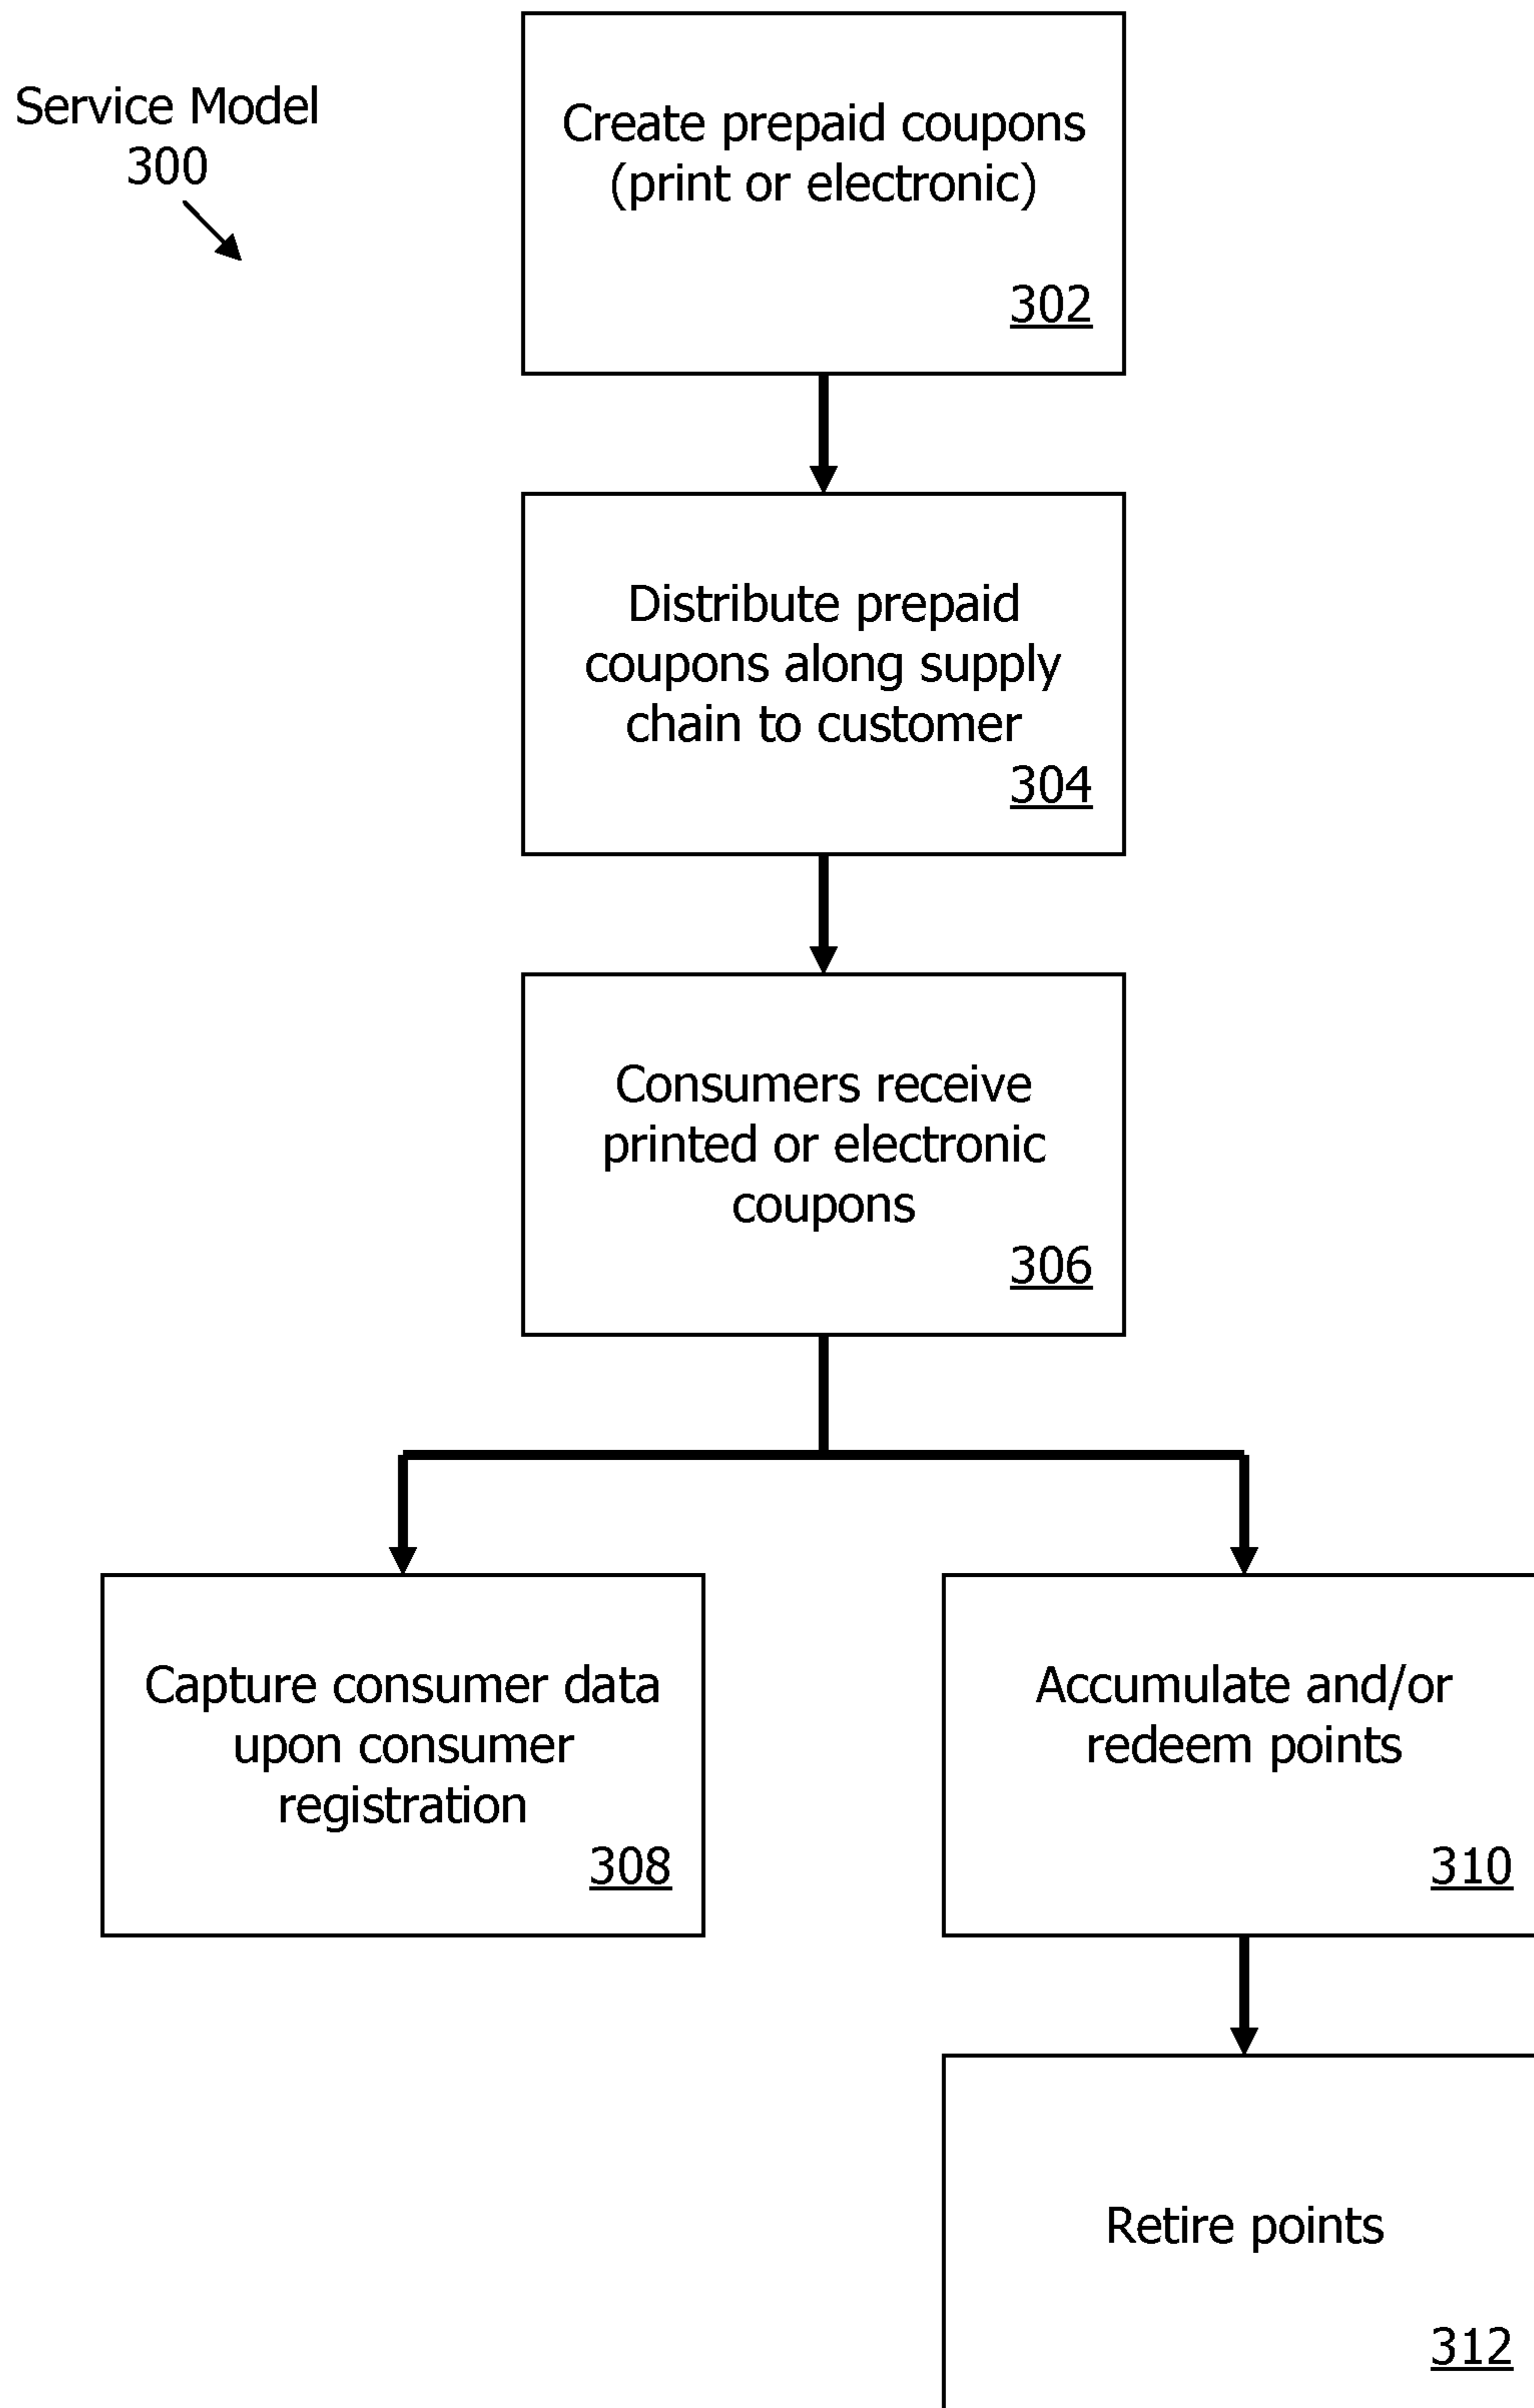 Service Model
300
Create prepaid coupons
(print or electronic)
302
Distribute prepaid
coupons along supply
chain to customer
304
Consumers receive
printed or electronic
coupons
306
Capture consumer data
upon consumer
registration
308
Accumulate and/or
redeem points
310
Retire points
312